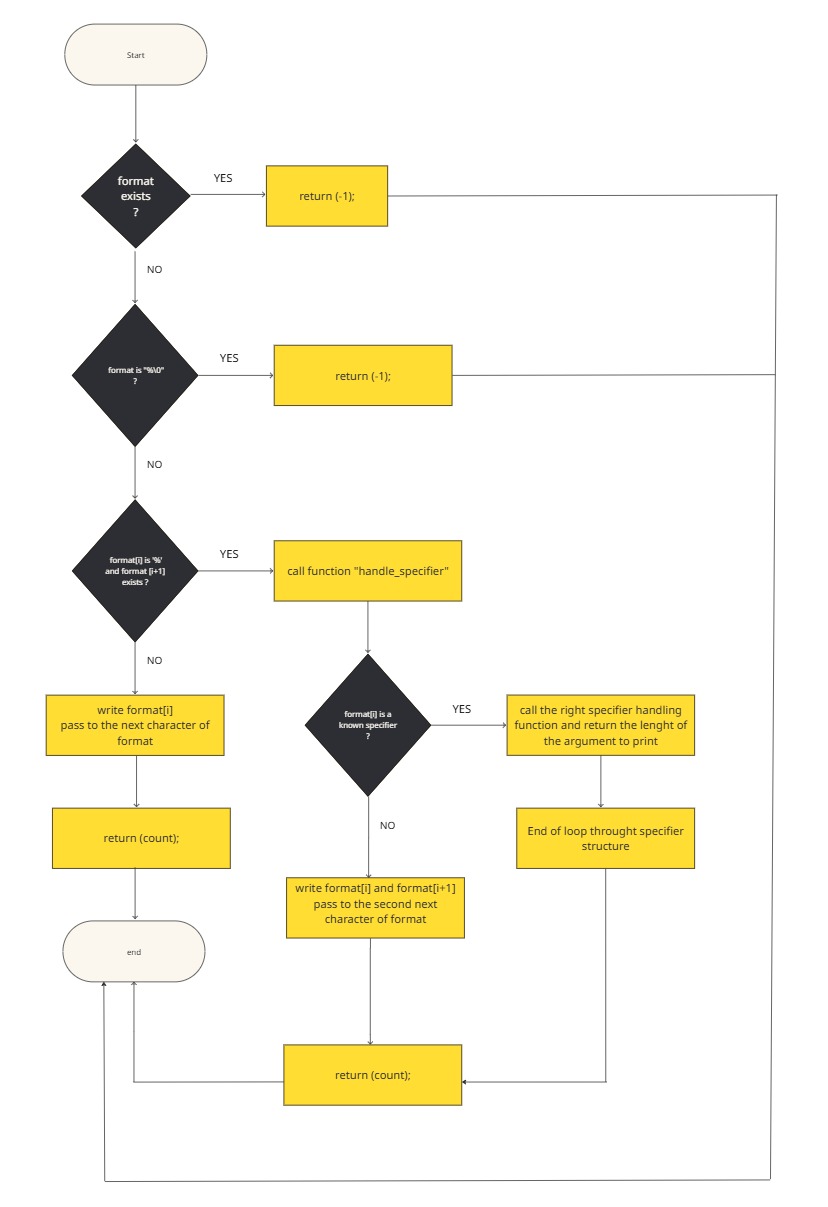 Start
format
exists
?
YES
return (-1);
NO
format is "%\0"
?
YES
return (-1);
NO
format[i] is '%'
and format [i+1]
exists ?
YES
call function "handle_specifier"
NO
write format[i]
pass to the next character of
format
format[i] is a
known specifier
?
YES
call the right specifier handling
function and return the lenght of
the argument to print
return (count);
NO
End of loop throught specifier
structure
write format[i] and format[i+1]
pass to the second next
character of format
end
return (count);